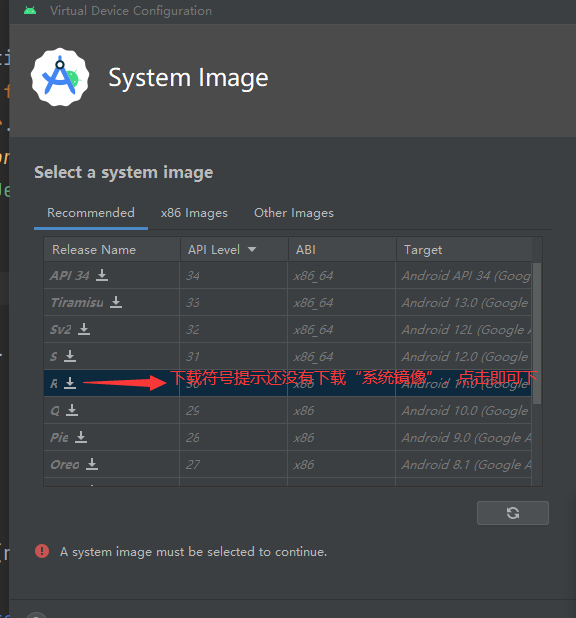 Virtual Device Configuration
System Image
Select a system image
Recommended x86 Images Other Images
Release Name API Level ABI Target
API 34 34 x86_64 Android API 34 (Goog
Tiramisu 33 x86_64 Android 13.0 (Google
Sv2 32 x86_64 Android 12L (Google A
S 31 x86_64 Android 12.0 (Google
R x86 Android 11.0 (Google
下载符号提示还没有下载“系统镜像”，点击即可下
Q 29 x86 Android 10.0 (Google
Pie 28 x86 Android 9.0 (Google A
Oreo 27 x86 Android 8.1 (Google A
A system image must be selected to continue.